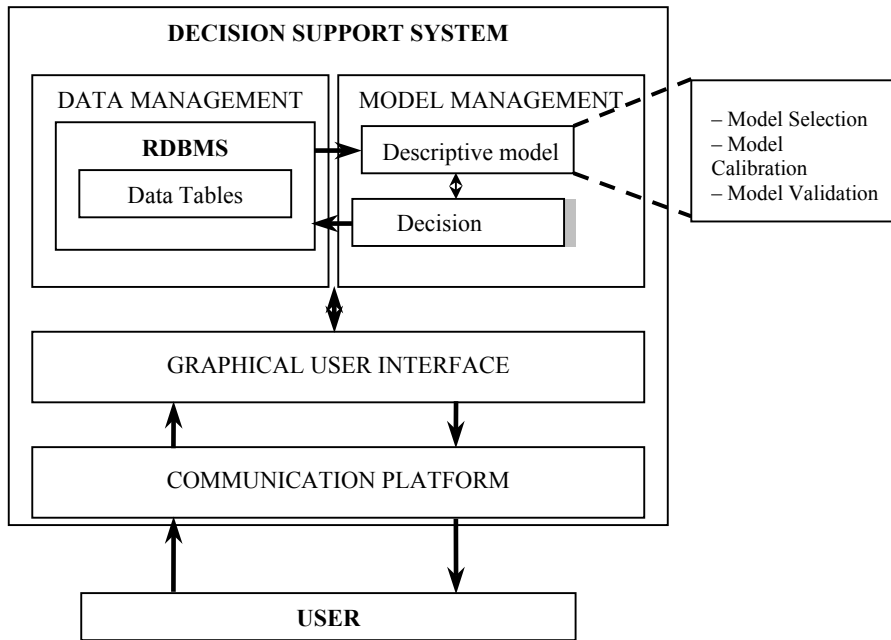 DECISION SUPPORT SYSTEM
DATA MANAGEMENT
RDBMS
Data Tables
MODEL MANAGEMENT
Descriptive model
Decision
– Model Selection
– Model
Calibration
– Model Validation
GRAPHICAL USER INTERFACE
COMMUNICATION PLATFORM
USER